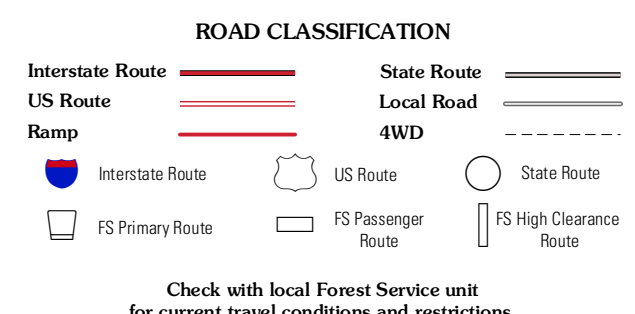 ROAD CLASSIFICATION
Interstate Route
State Route
US Route
Local Road
Ramp
4WD
Interstate Route
US Route
State Route
FS Primary Route
FS Passenger
Route
FS High Clearance
Route
Check with local Forest Service unit
for current travel conditions and restrictions